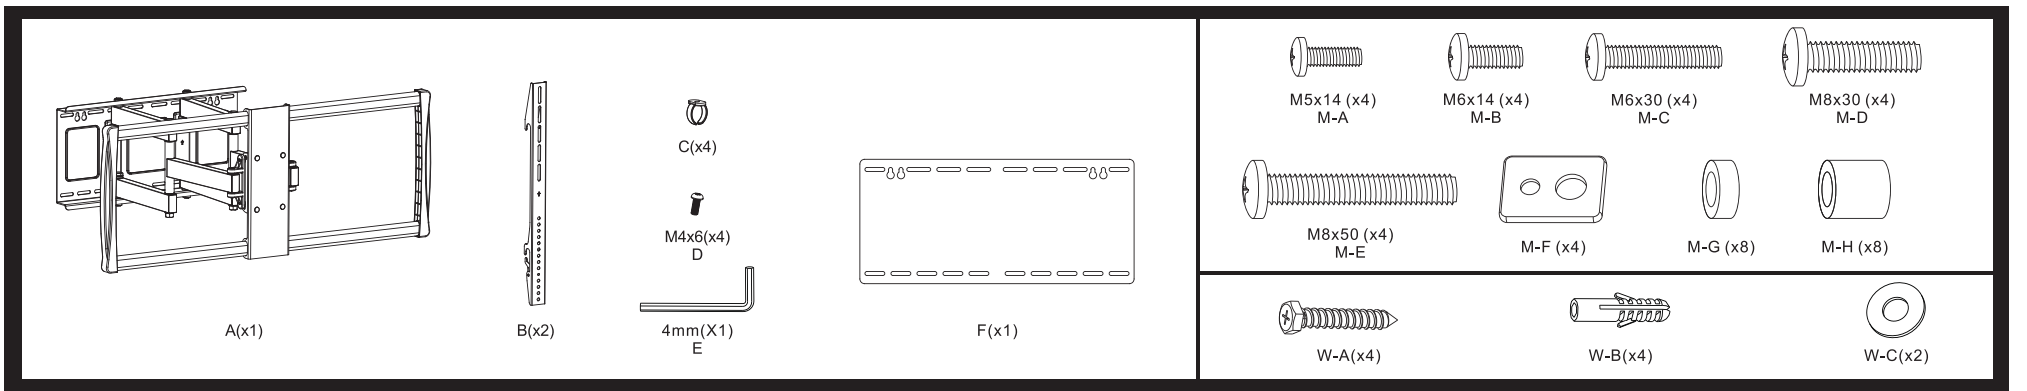 A(x1)
B(x2)
C(x4)
M4x6(x4)
D
4mm(X1)
E
F(x1)
M5x14 (x4)
M-A
M6x14 (x4)
M-B
M6x30 (x4)
M-C
M8x30 (x4)
M-D
M8x50 (x4)
M-E
M-F (x4)
M-G (x8)
M-H (x8)
W-A(x4)
W-B(x4)
W-C(x2)